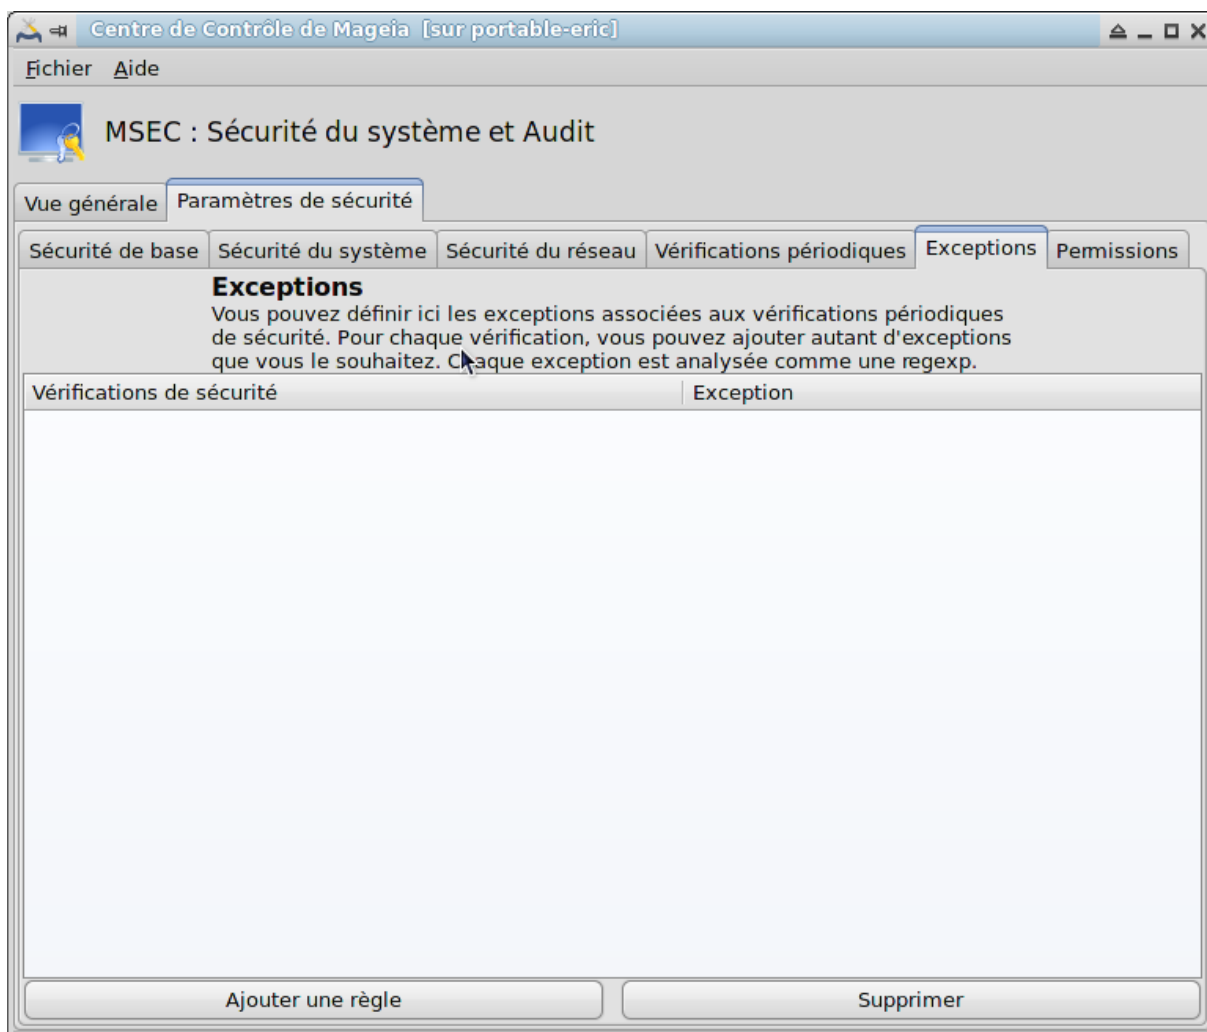 Centre de Contrôle de Mageia [sur portable-eric]
Fichier Aide
MSEC : Sécurité du système et Audit
Vue générale Paramètres de sécurité
Sécurité de base Sécurité du système Sécurité du réseau Vérifications périodiques Exceptions Permissions
Exceptions
Vous pouvez définir ici les exceptions associées aux vérifications périodiques
de sécurité. Pour chaque vérification, vous pouvez ajouter autant d'exceptions
que vous le souhaitez. Chaque exception est analysée comme une regexp.
Vérifications de sécurité Exception
Ajouter une règle Supprimer